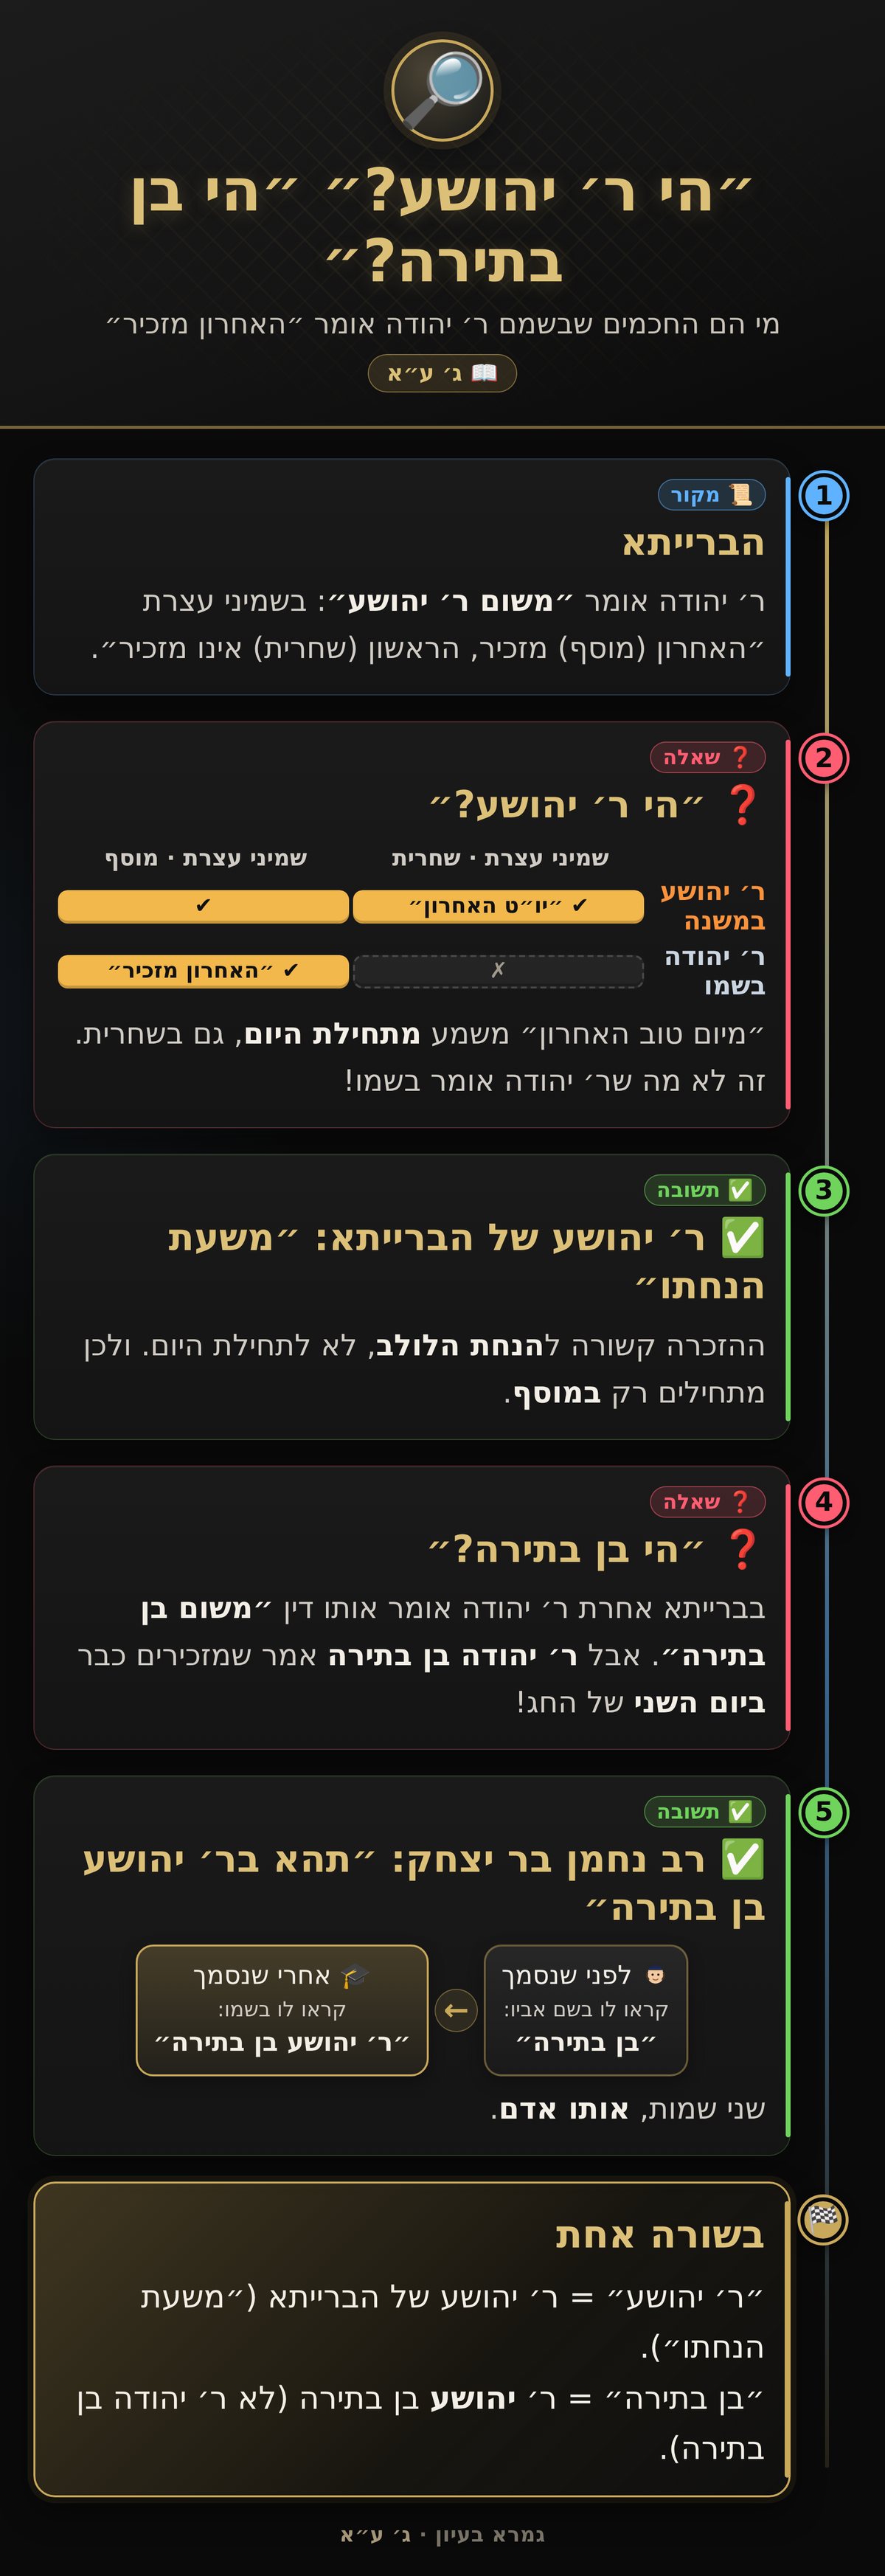 ״הי ר׳ יהושע?״ ״הי בן
בתירה?״
מי הם החכמים שבשמם ר׳ יהודה אומר ״האחרון מזכיר״
📖 ג׳ ע״א
1
📜 מקור
הברייתא
ר׳ יהודה אומר ״משום ר׳ יהושע״: בשמיני עצרת
״האחרון (מוסף) מזכיר, הראשון (שחרית) אינו מזכיר״.
2
❓ שאלה
❓ ״הי ר׳ יהושע?״
שמיני עצרת · שחרית שמיני עצרת · מוסף
ר׳ יהושע
במשנה
✔ ״יו״ט האחרון״ ✔
ר׳ יהודה
בשמו
✗ ✔ ״האחרון מזכיר״
״מיום טוב האחרון״ משמע מתחילת היום, גם בשחרית.
זה לא מה שר׳ יהודה אומר בשמו!
3
✅ תשובה
✅ ר׳ יהושע של הברייתא: ״משעת
הנחתו״
ההזכרה קשורה להנחת הלולב, לא לתחילת היום. ולכן
מתחילים רק במוסף.
4
❓ שאלה
❓ ״הי בן בתירה?״
בברייתא אחרת ר׳ יהודה אומר אותו דין ״משום בן
בתירה״. אבל ר׳ יהודה בן בתירה אמר שמזכירים כבר
ביום השני של החג!
5
✅ תשובה
✅ רב נחמן בר יצחק: ״תהא בר׳ יהושע
בן בתירה״
לפני שנסמך
קראו לו בשם אביו:
״בן בתירה״
←
🎓 אחרי שנסמך
קראו לו בשמו:
״ר׳ יהושע בן בתירה״
שני שמות, אותו אדם.
🏁
בשורה אחת
״ר׳ יהושע״ = ר׳ יהושע של הברייתא (״משעת
הנחתו״).
״בן בתירה״ = ר׳ יהושע בן בתירה (לא ר׳ יהודה בן
בתירה).
גמרא בעיון · ג׳ ע״א